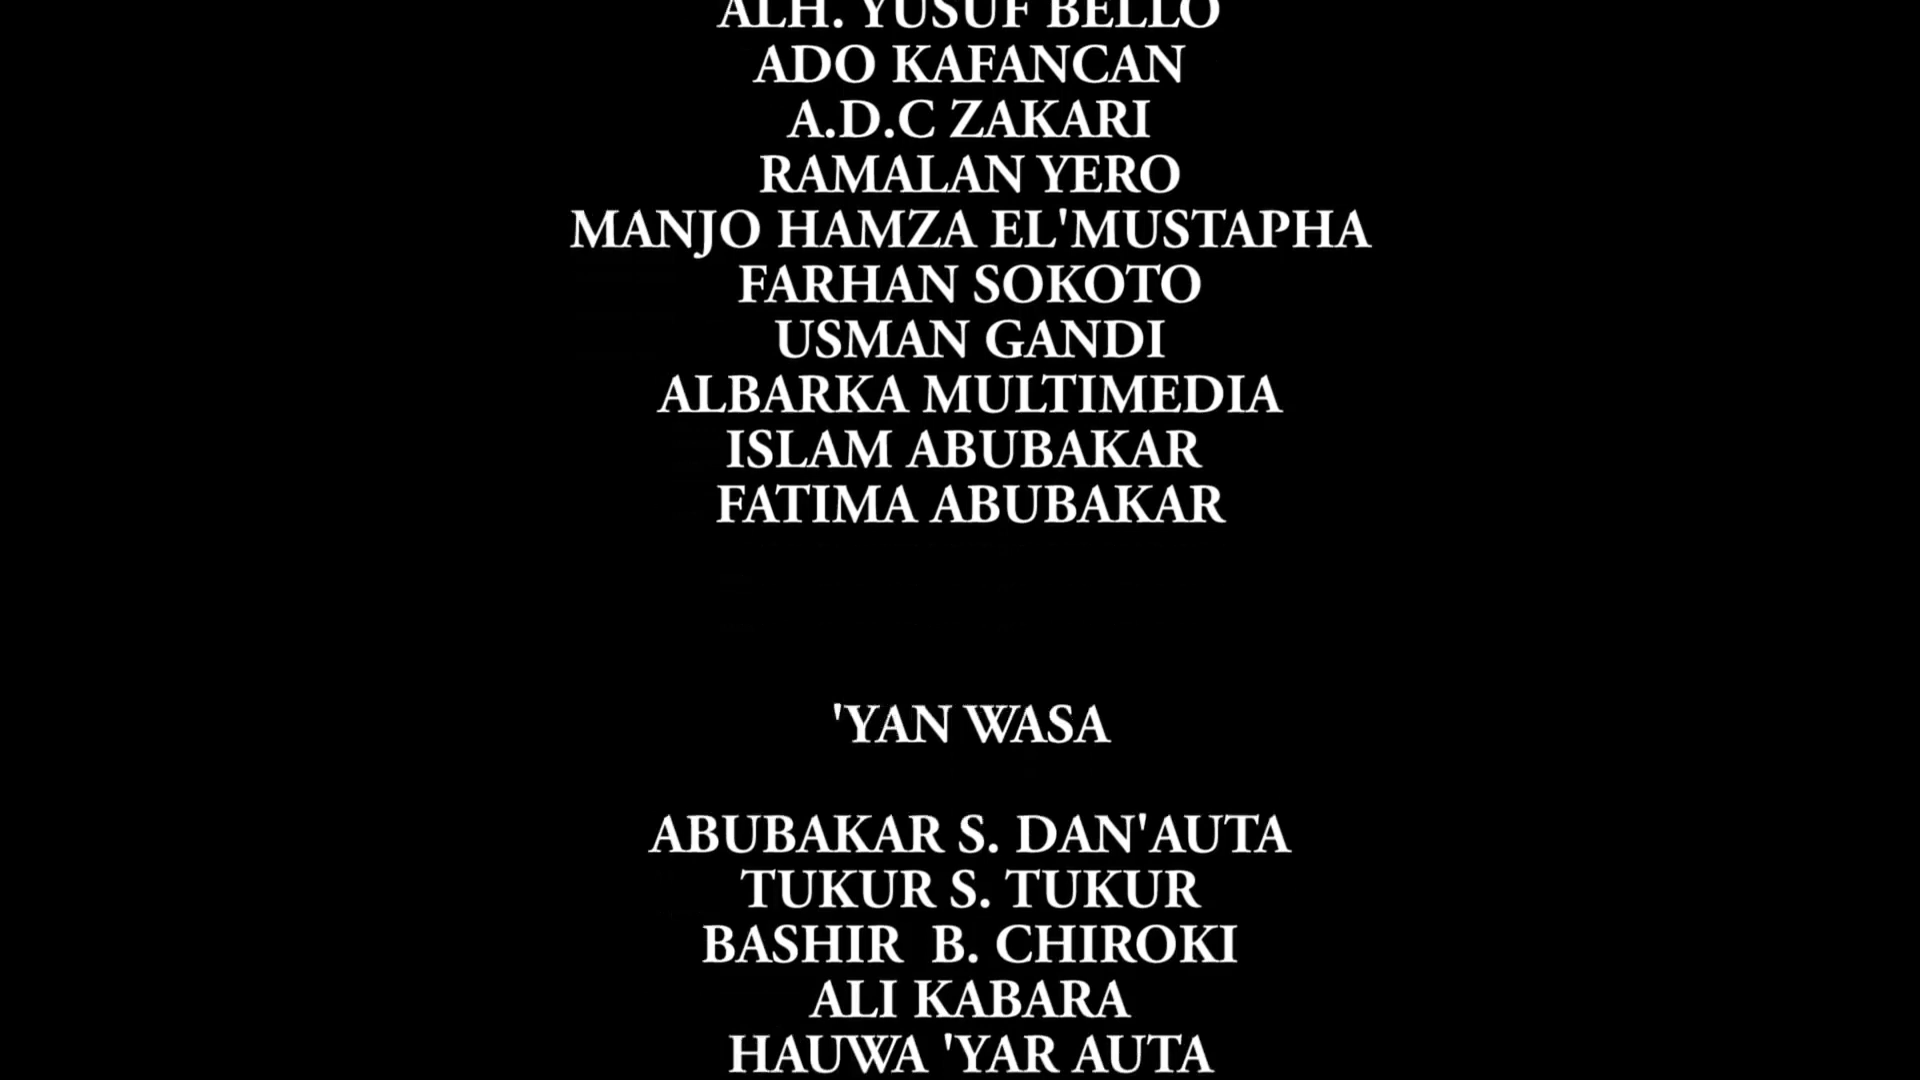 ALH. YUSUF BELLO
ADO KAFANCAN
A.D.C ZAKARI
RAMALAN YERO
MANJO HAMZA EL'MUSTAPHA
FARHAN SOKOTO
USMAN GANDI
ALBARKA MULTIMEDIA
ISLAM ABUBAKAR
FATIMA ABUBAKAR
'YAN WASA
ABUBAKAR S. DAN'AUTA
TUKUR S. TUKUR
BASHIR B. CHIROKI
ALI KABARA
HAUWA 'YAR AUTA